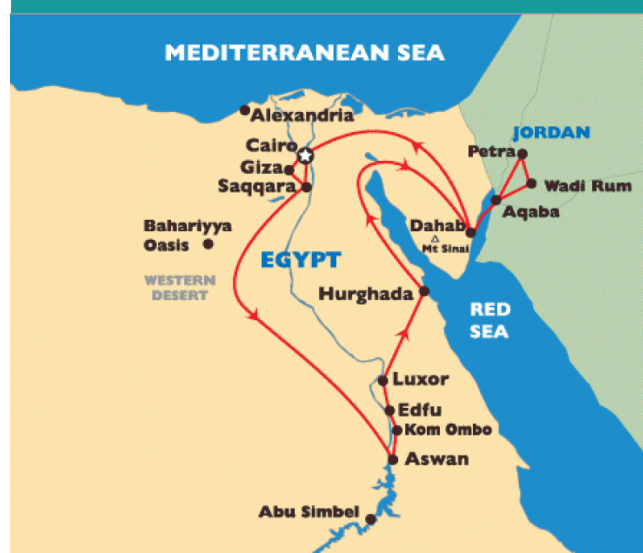 MEDITERRANEAN SEA
Alexandria
Cairo
JORDAN
Petra
Giza
Saqqara
Wadi Rum
Aqaba
Bahariyya
Oasis
Dahab
Mt Sinai
EGYPT
WESTERN
DESERT
Hurghada
RED
SEA
Luxor
Edfu
Kom Ombo
Aswan
Abu Simbel